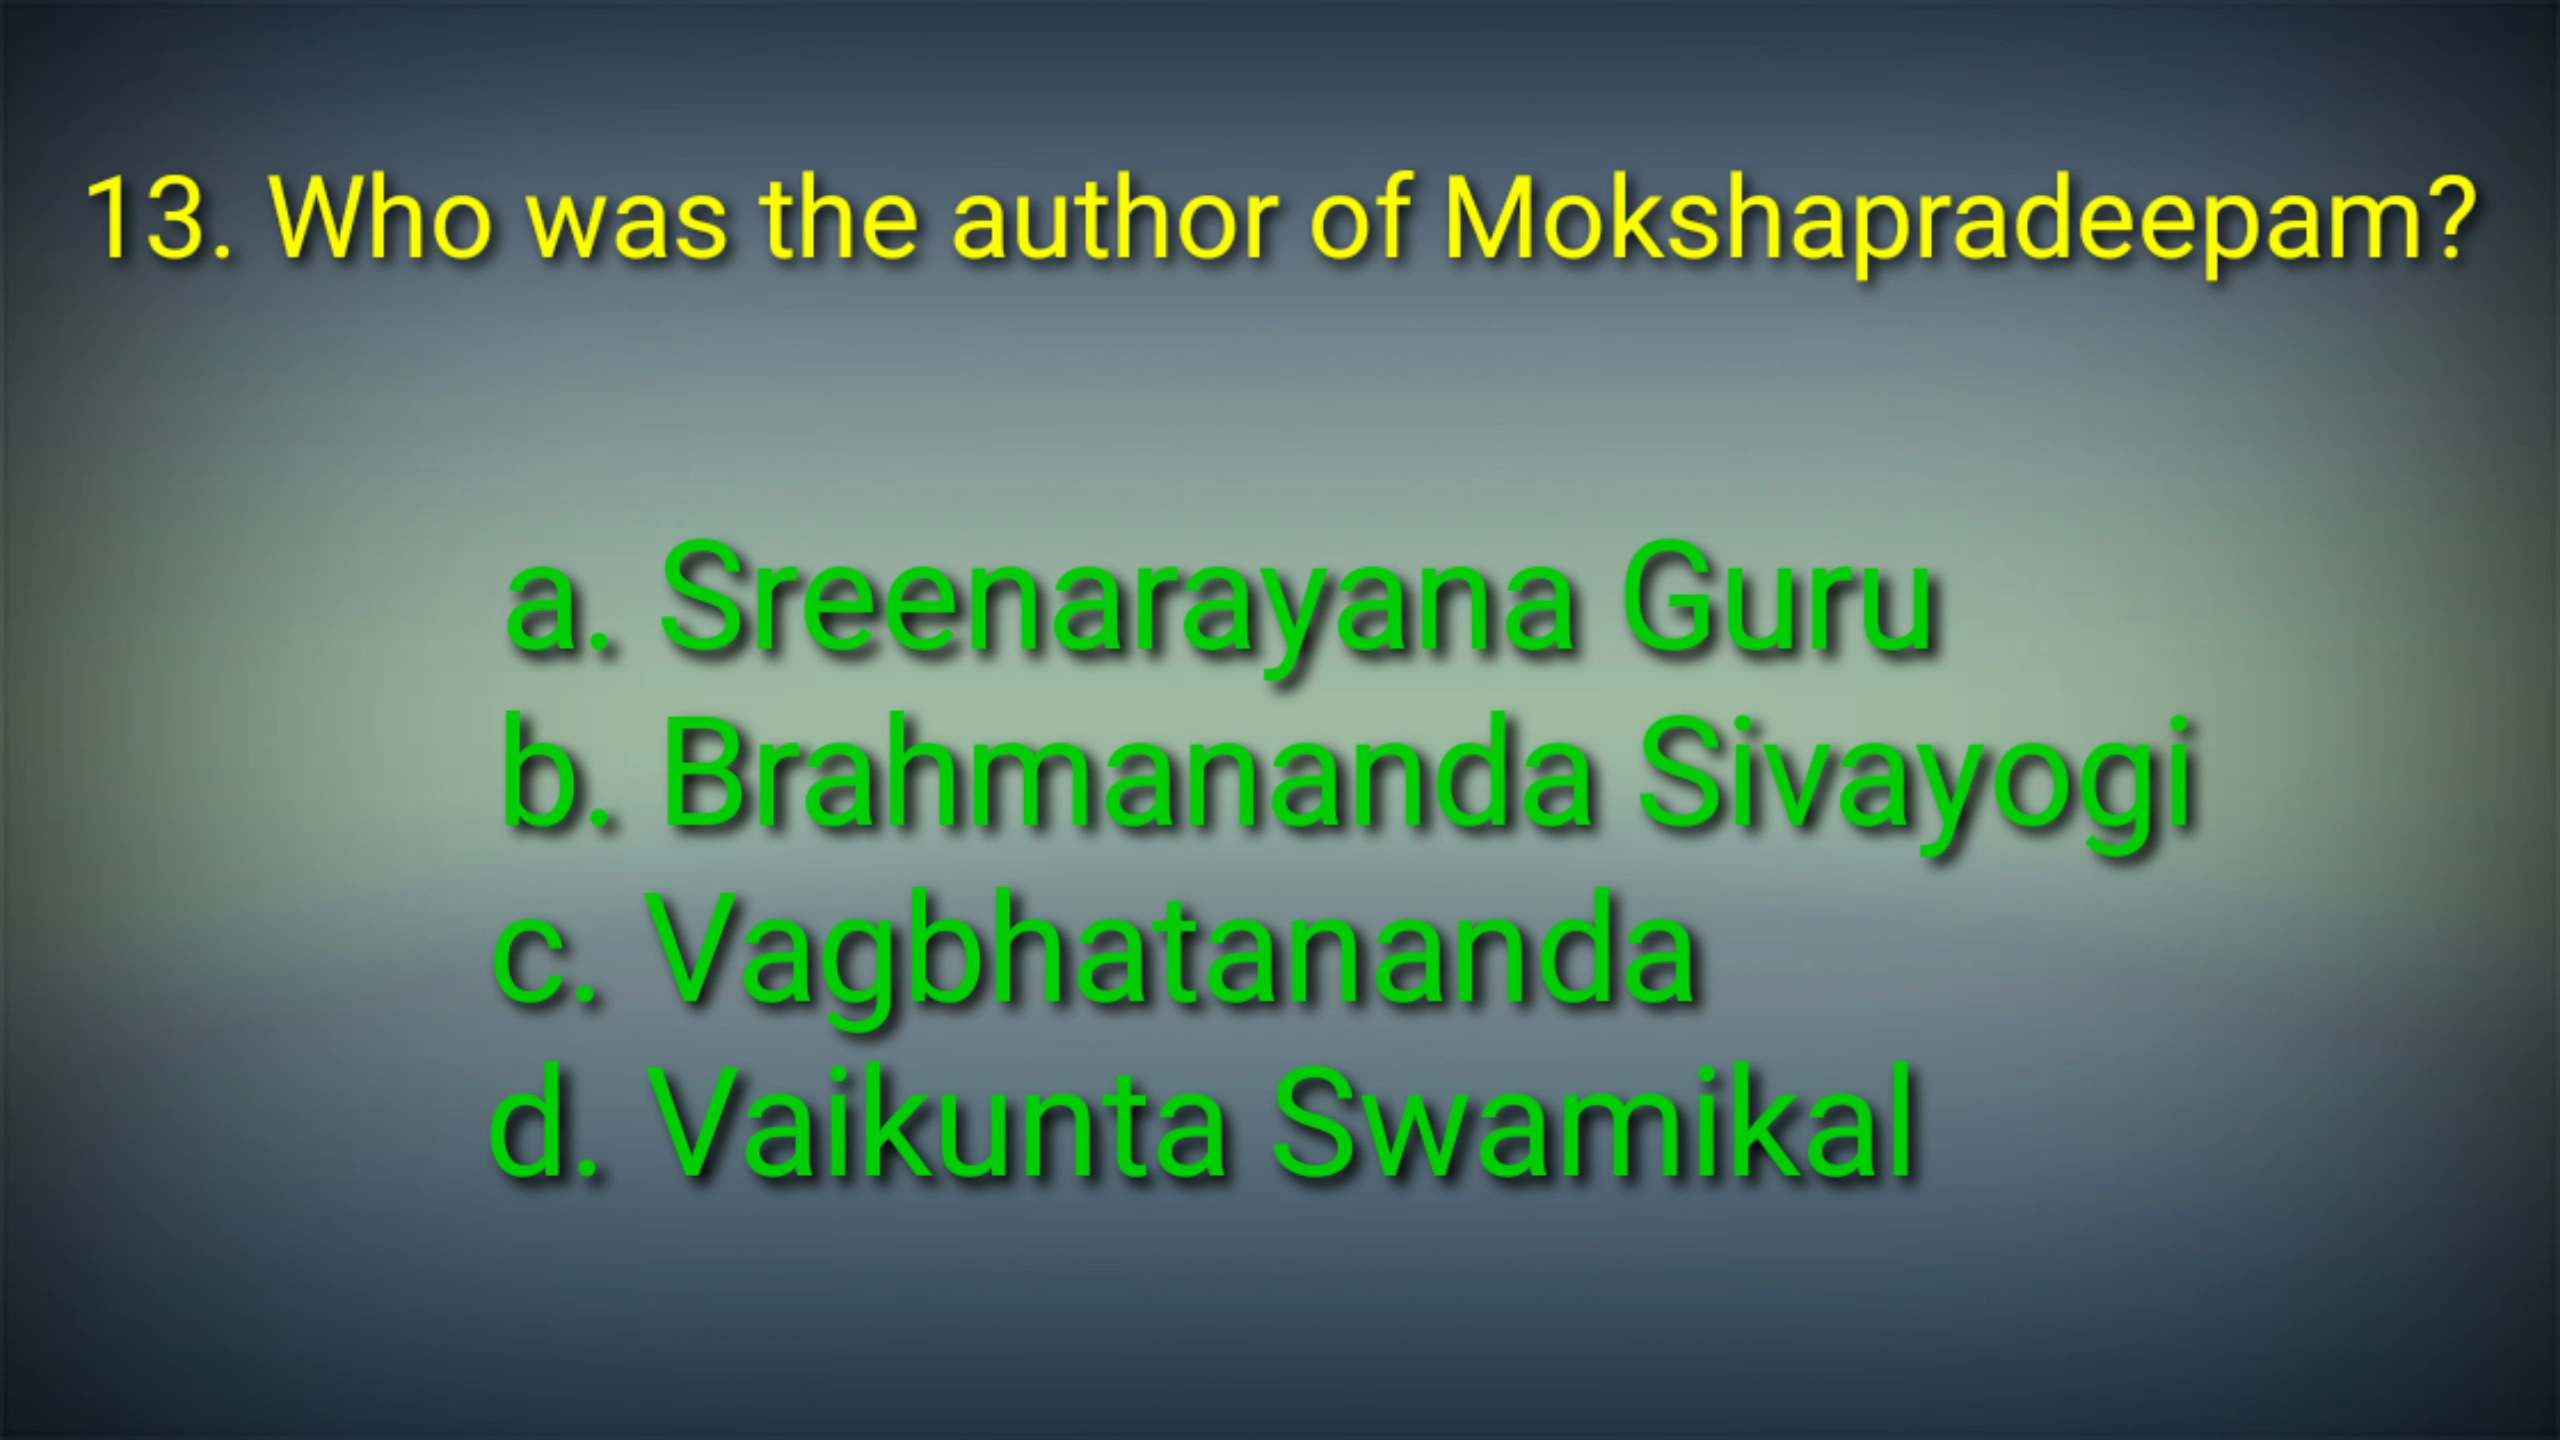 13. Who was the author of Mokshapradeepam?
a. Sreenarayana Guru
b. Brahmananda Sivayogi
c. Vagbhatananda
d. Vaikunta Swamikal